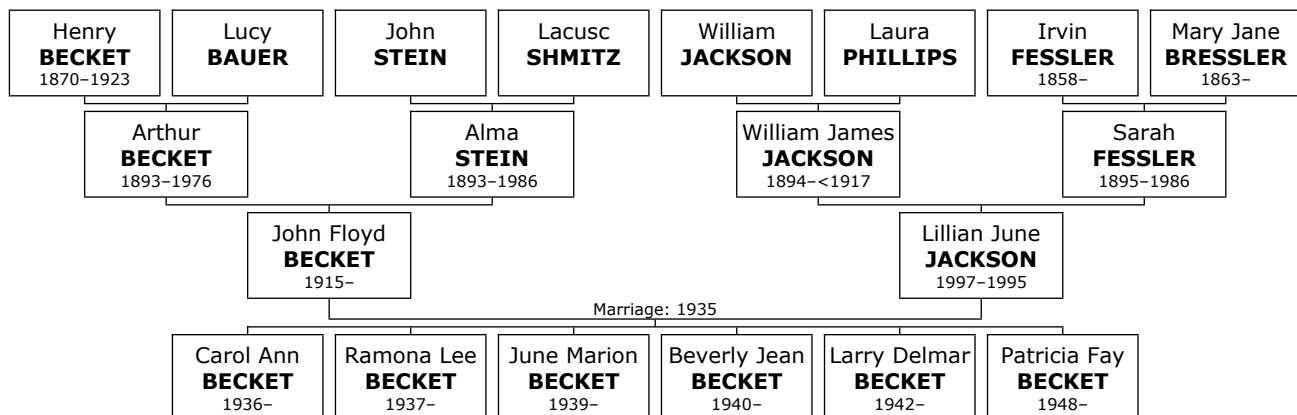 Henry
BECKET
1870–1923
Lucy
BAUER
John
STEIN
Lacusc
SHMITZ
William
JACKSON
Laura
PHILLIPS
Irvin
FESSLER
1858–
Mary Jane
BRESSLER
1863–
Arthur
BECKET
1893–1976
Alma
STEIN
1893–1986
William James
JACKSON
1894–<1917
Sarah
FESSLER
1895–1986
John Floyd
BECKET
1915–
Lillian June
JACKSON
1997–1995
Marriage: 1935
Carol Ann
BECKET
1936–
Ramona Lee
BECKET
1937–
June Marion
BECKET
1939–
Beverly Jean
BECKET
1940–
Larry Delmar
BECKET
1942–
Patricia Fay
BECKET
1948–